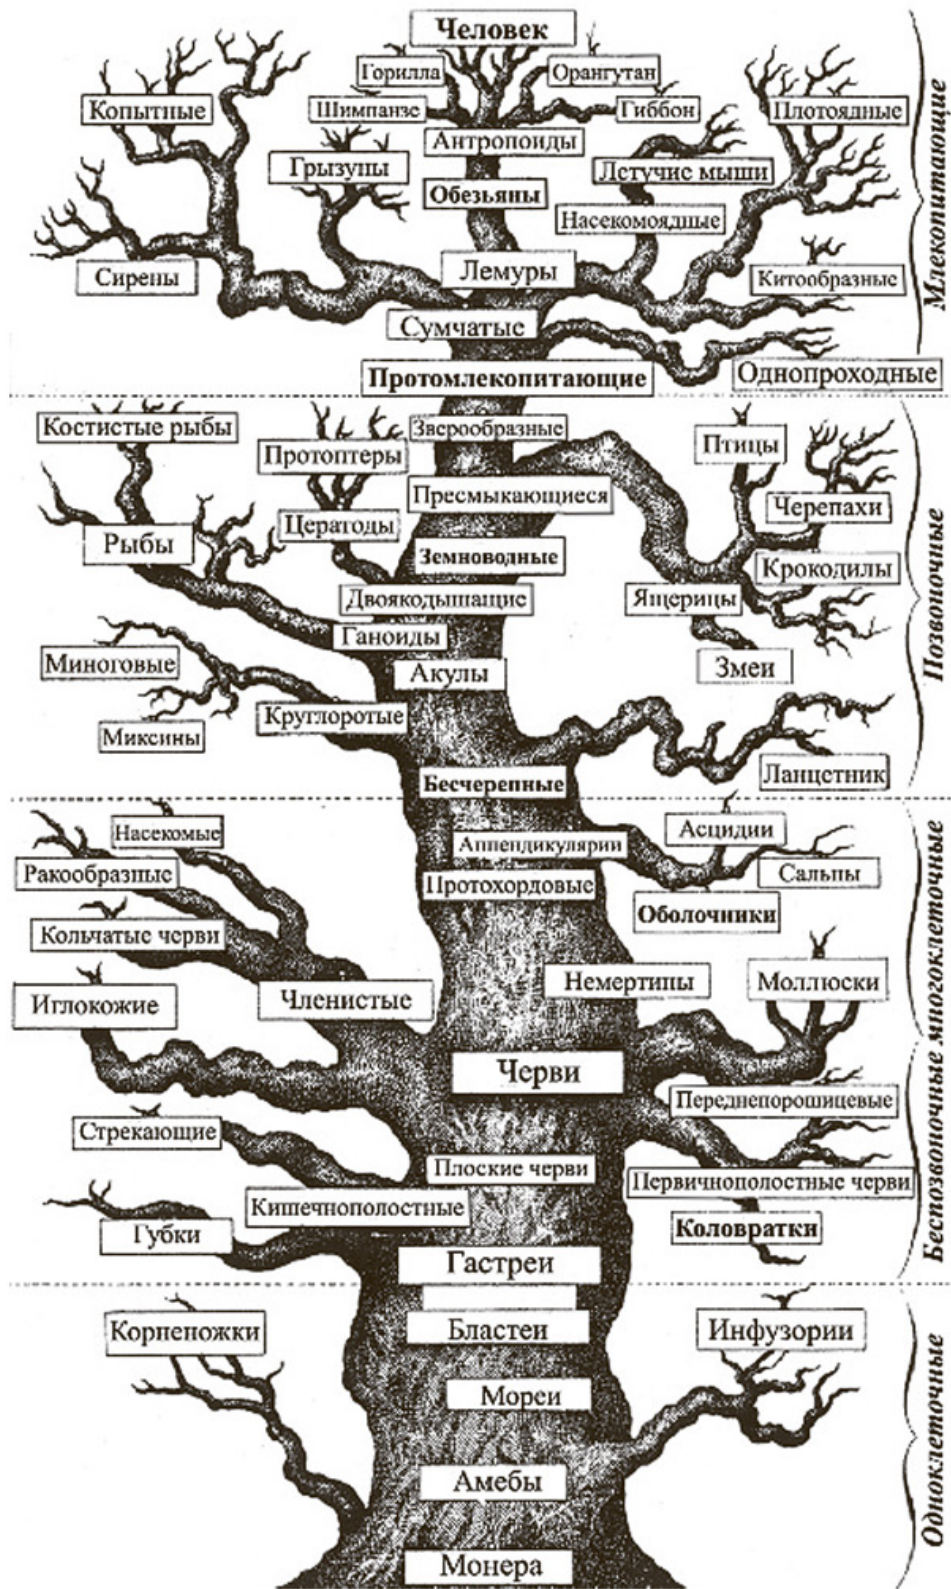 Человек
Горилла
Орангутан
Копытные
Шимпанзе
Гиббон
Плотоядные
Антропоиды
Грызуны
Летучие мыши
Обезьяны
Насекомоядные
Лемуры
Сирены
Китообразные
Сумчатые
Протомлекопитающие
Однопроходные
Млекопитающие
Костистые рыбы
Зверообразные
Птицы
Протоптеры
Пресмыкающиеся
Черепахи
Цератоды
Рыбы
Земноводные
Крокодилы
Двоякодышащие
Ящерицы
Ганоиды
Миноговые
Акулы
Змеи
Круглоротые
Миксины
Бесчерепные
Ланцетник
Позвоночные
Насекомые
Асцидии
Аппендикулярии
Ракообразные
Сальпы
Протохордовые
Оболочники
Кольчатые черви
Немертины
Моллюски
Иглокожие
Членистые
Черви
Переднепорошицевые
Стрекающие
Плоские черви
Первичнополостные черви
Кишечнополостные
Губки
Коловратки
Гастреи
Беспозвоночные многоклеточные
Бластеи
Корненожки
Инфузории
Мореи
Амебы
Монера
Одноклеточные